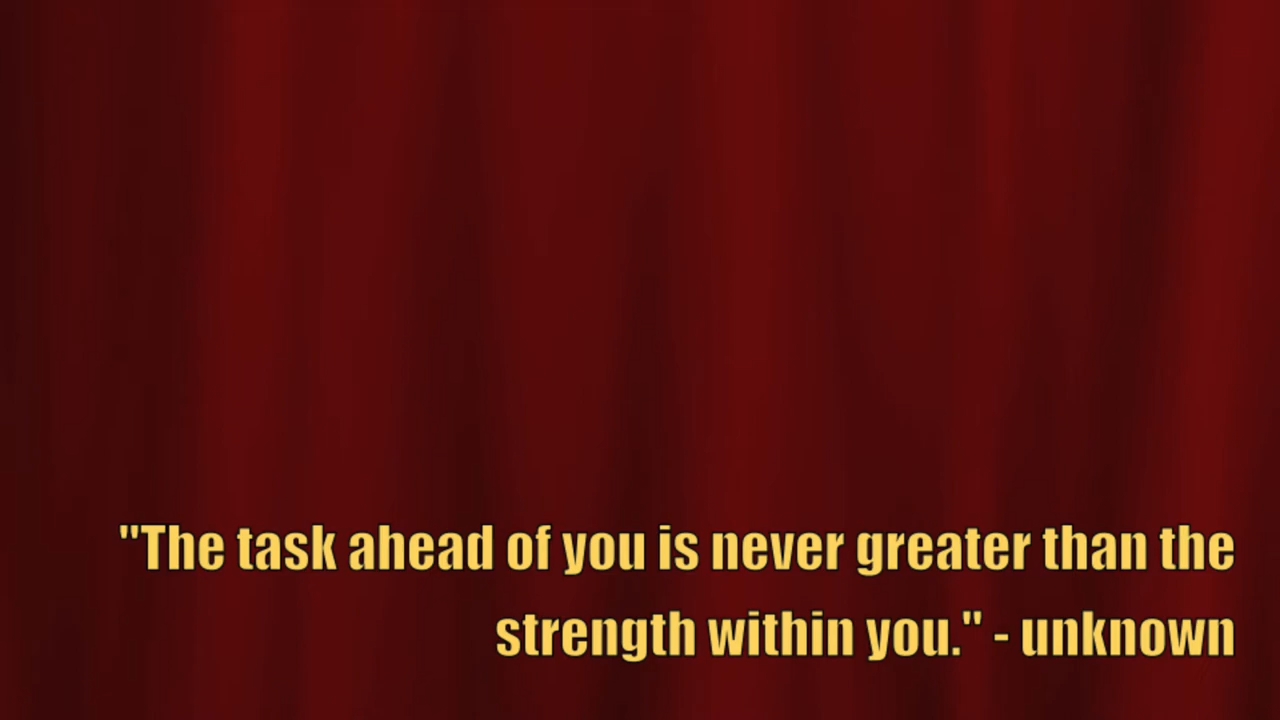 "The task ahead of you is never greater than the
strength within you." - unknown